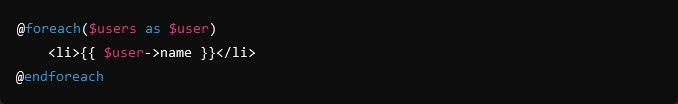 @foreach($users as $user)
    <li>{{ $user->name }}</li>
@endforeach